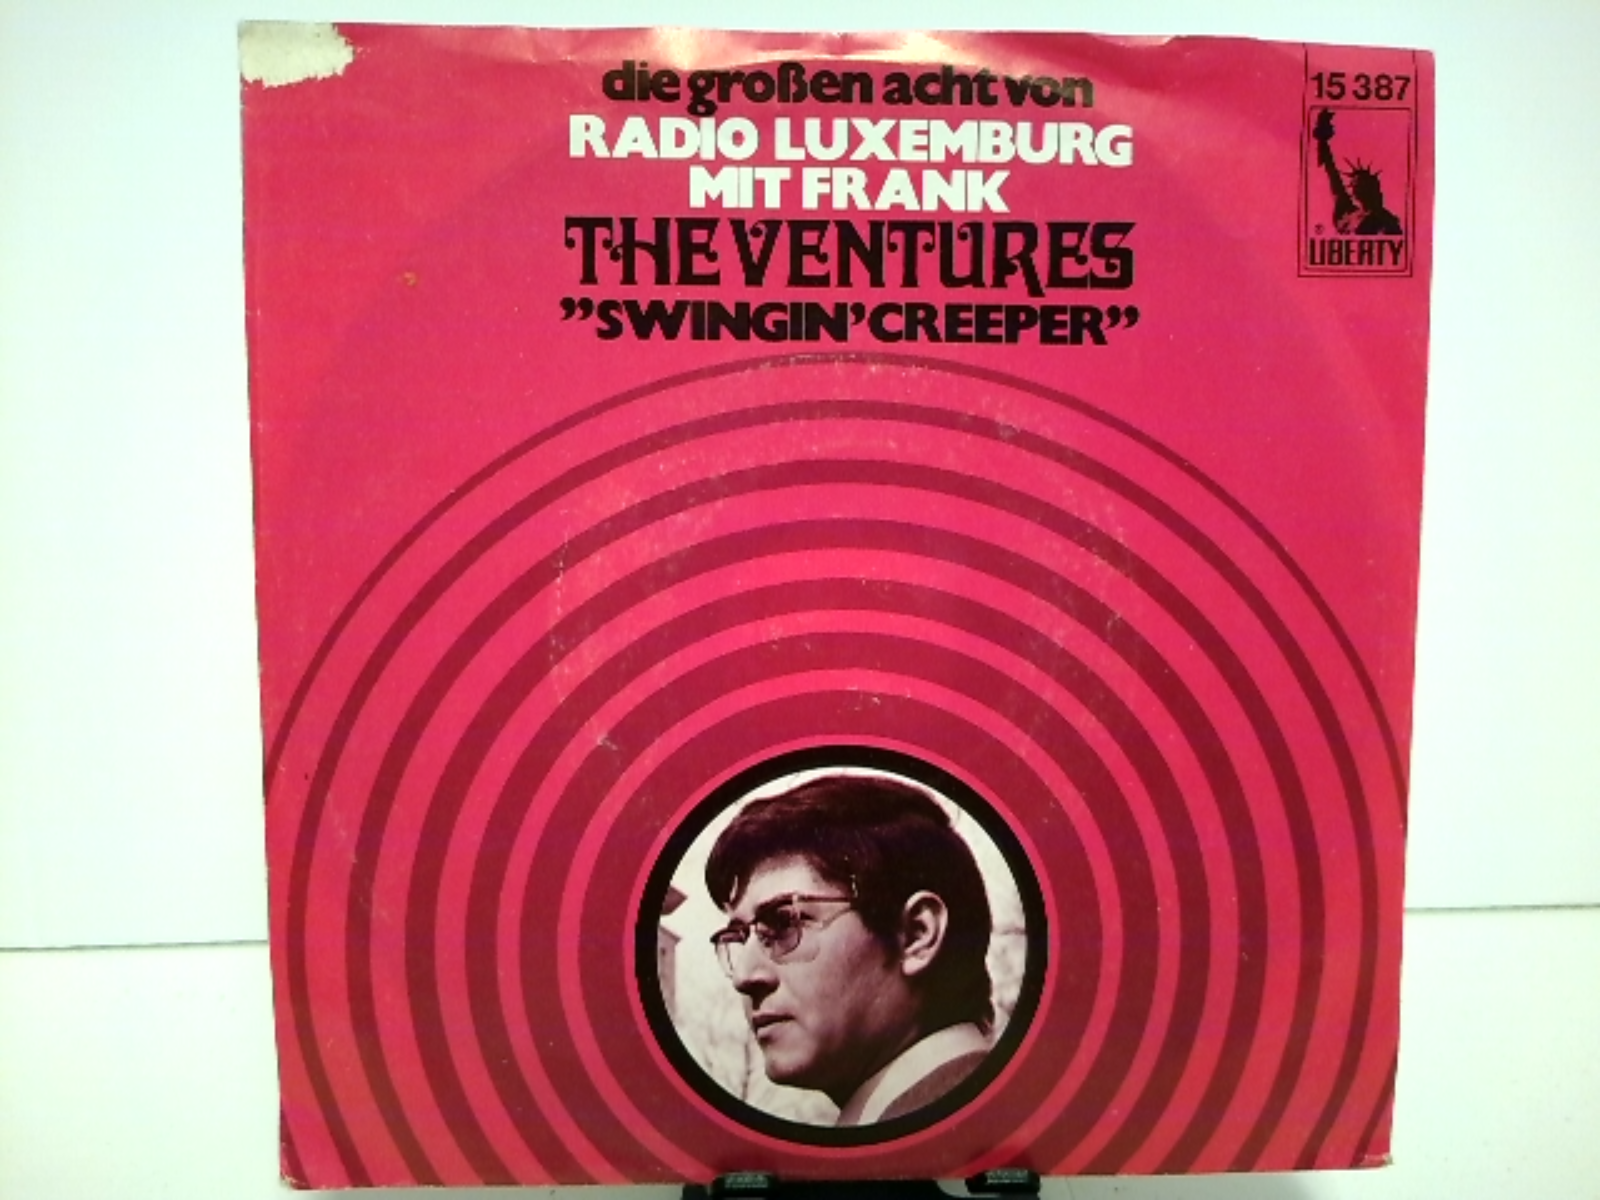 die großen acht von
RADIO LUXEMBURG
MIT FRANK
THE VENTURES
”SWINGIN’ CREEPER”
15 387
®
LIBERTY